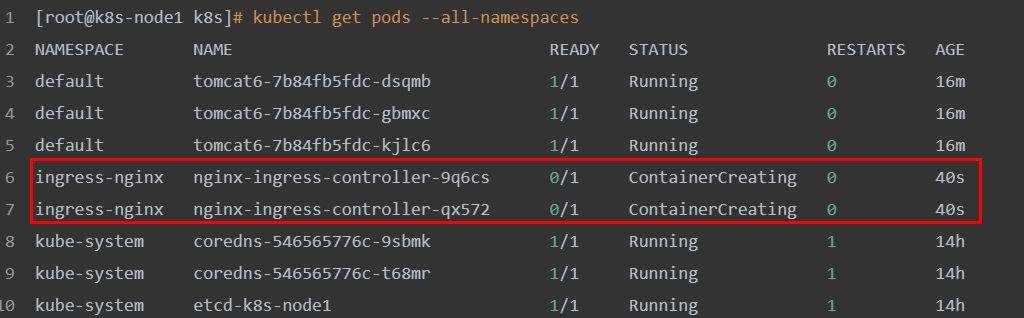 1 [root@k8s-node1 k8s]# kubectl get pods --all-namespaces
2 NAMESPACE NAME READY STATUS RESTARTS AGE
3 default tomcat6-7b84fb5fdc-dsqmb 1/1 Running 0 16m
4 default tomcat6-7b84fb5fdc-gbmxc 1/1 Running 0 16m
5 default tomcat6-7b84fb5fdc-kjlc6 1/1 Running 0 16m
6 ingress-nginx nginx-ingress-controller-9q6cs 0/1 ContainerCreating 0 40s
7 ingress-nginx nginx-ingress-controller-qx572 0/1 ContainerCreating 0 40s
8 kube-system coredns-546565776c-9sbmk 1/1 Running 1 14h
9 kube-system coredns-546565776c-t68mr 1/1 Running 1 14h
10 kube-system etcd-k8s-node1 1/1 Running 1 14h